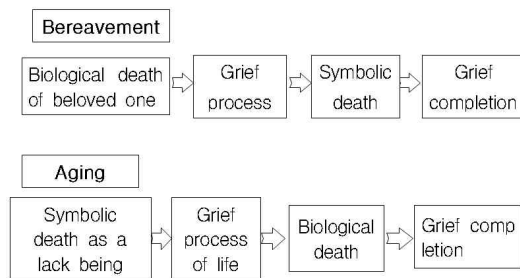 Bereavement
Biological death
of beloved one
Grief
process
Symbolic
death
Grief
completion
Aging
Symbolic
death as a
lack being
Grief
process
of life
Biological
death
Grief comp
letion